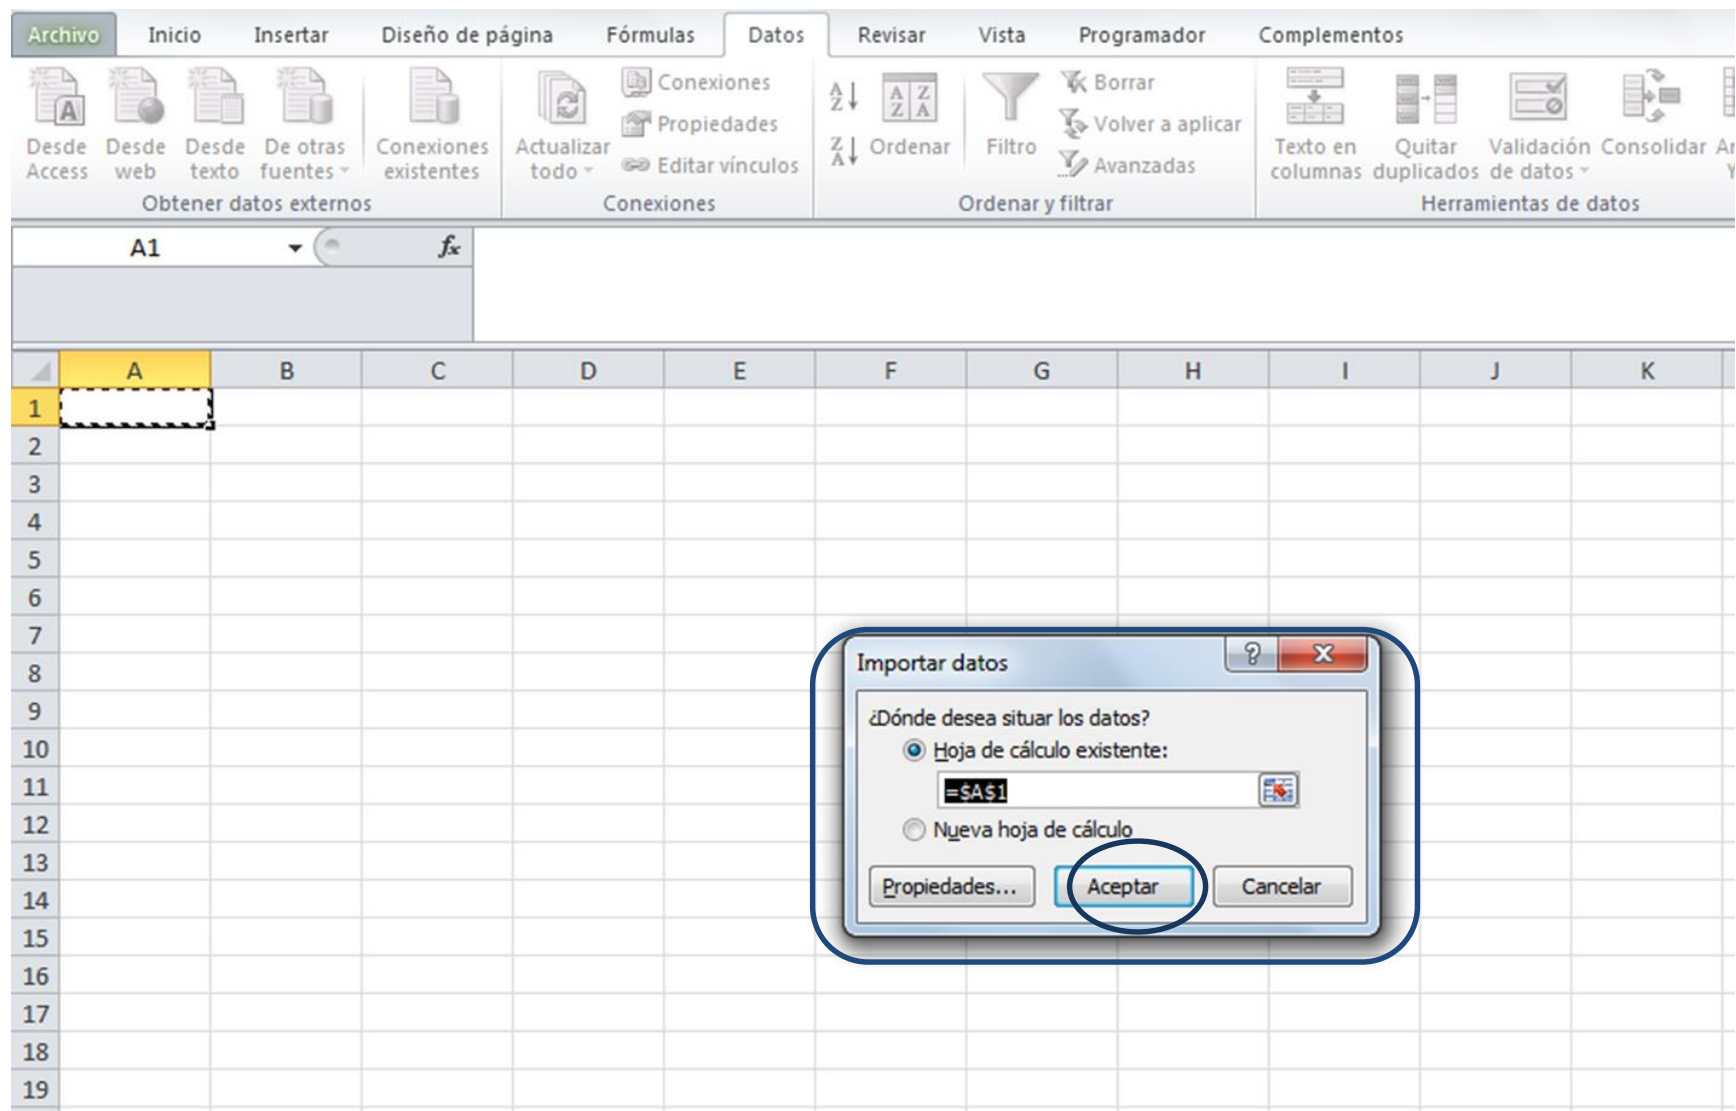 Archivo Inicio Insertar Diseño de página Fórmulas Datos Revisar Vista Programador Complementos
Desde Access
Desde web
Desde texto
De otras fuentes
Obtener datos externos
Conexiones existentes
Actualizar todo
Conexiones
Propiedades
Editar vínculos
Conexiones
A Z
Z A
A Z
Z A
Ordenar
Filtro
Borrar
Volver a aplicar
Avanzadas
Ordenar y filtrar
Texto en columnas
Quitar duplicados
Validación de datos
Consolidar
Herramientas de datos
A1 fx
A B C D E F G H I J K
1
2
3
4
5
6
7
8
9
10
11
12
13
14
15
16
17
18
19
Importar datos
¿Dónde desea situar los datos?
Hoja de cálculo existente:
=$A$1
Nueva hoja de cálculo
Propiedades... Aceptar Cancelar